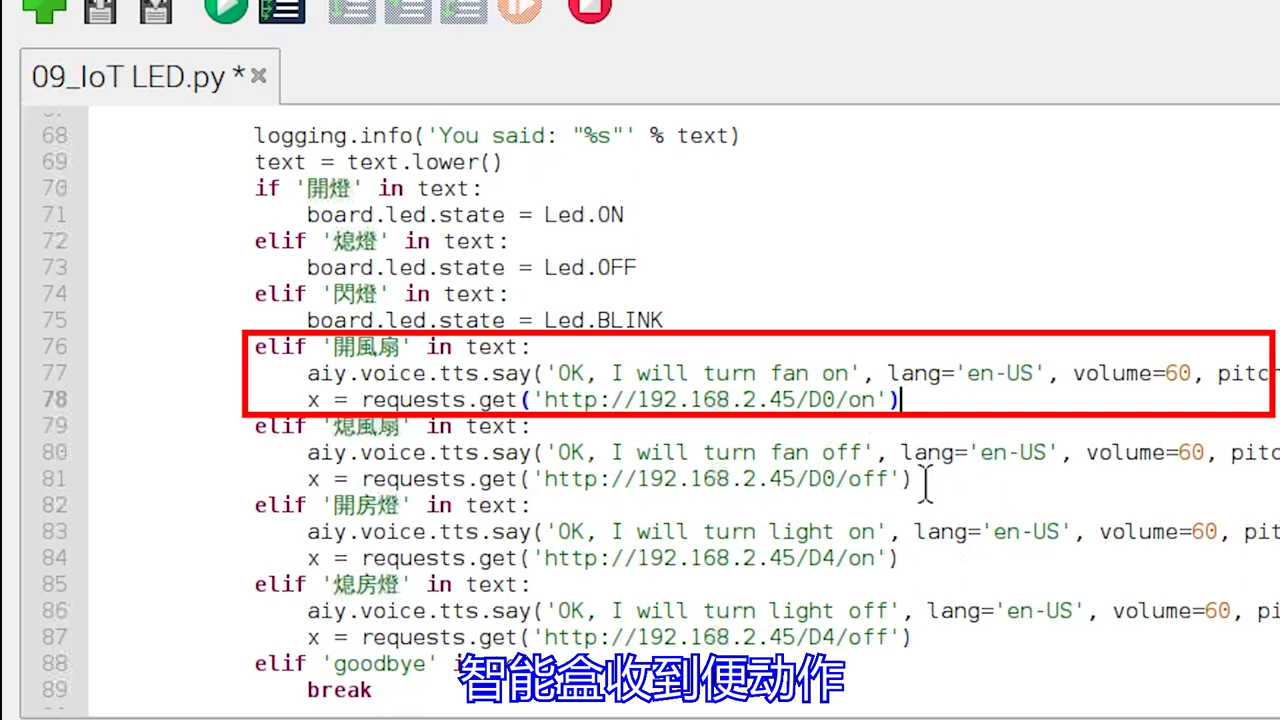 09_IoT LED.py *
68 logging.info('You said: "%s"' % text)
69 text = text.lower()
70 if '開燈' in text:
71 board.led.state = Led.ON
72 elif '熄燈' in text:
73 board.led.state = Led.OFF
74 elif '閃燈' in text:
75 board.led.state = Led.BLINK
76 elif '開風扇' in text:
77 aiy.voice.tts.say('OK, I will turn fan on', lang='en-US', volume=60, pitch
78 x = requests.get('http://192.168.2.45/D0/on')
79 elif '熄風扇' in text:
80 aiy.voice.tts.say('OK, I will turn fan off', lang='en-US', volume=60, pitc
81 x = requests.get('http://192.168.2.45/D0/off')
82 elif '開房燈' in text:
83 aiy.voice.tts.say('OK, I will turn light on', lang='en-US', volume=60, pit
84 x = requests.get('http://192.168.2.45/D4/on')
85 elif '熄房燈' in text:
86 aiy.voice.tts.say('OK, I will turn light off', lang='en-US', volume=60, pi
87 x = requests.get('http://192.168.2.45/D4/off')
88 elif 'goodbye'
89 break
智能盒收到便动作